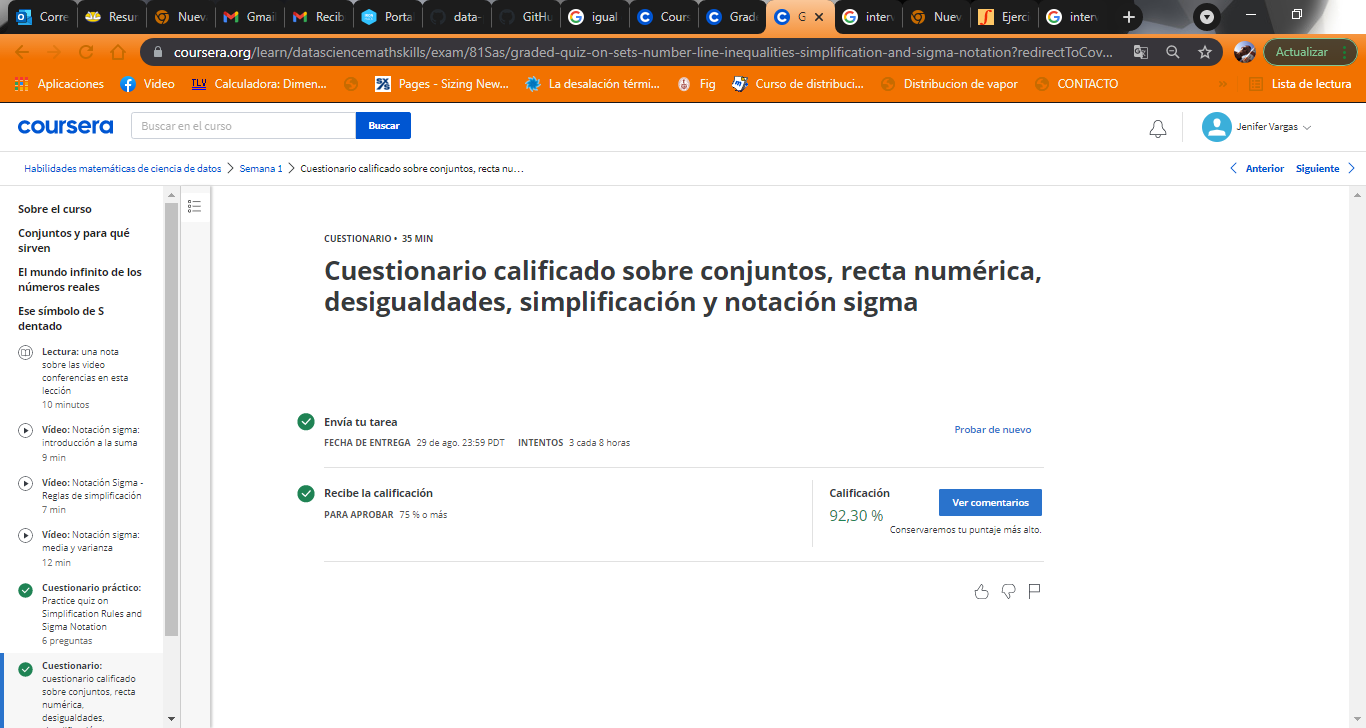 Corre
Resur
Nuev
Gmai
Recib
Porta
data-
GitHu
igual
Cours
Grade
G
interv
Nuev
Ejerci
interv
coursera.org/learn/datasciencemathskills/exam/81Sas/graded-quiz-on-sets-number-line-inequalities-simplification-and-sigma-notation?redirectToCov...
Actualizar
Aplicaciones
Video
TLV Calculadora: Dimen...
Pages - Sizing New...
La desalación térmi...
Fig
Curso de distribuci...
Distribucion de vapor
CONTACTO
»
Lista de lectura
coursera
Buscar en el curso
Buscar
Jenifer Vargas
Habilidades matemáticas de ciencia de datos > Semana 1 > Cuestionario calificado sobre conjuntos, recta nu...
< Anterior Siguiente >
Sobre el curso
Conjuntos y para qué
sirven
El mundo infinito de los
números reales
Ese símbolo de S
dentado
Lectura: una nota
sobre las video
conferencias en esta
lección
10 minutos
Vídeo: Notación sigma:
introducción a la suma
9 min
Vídeo: Notación Sigma -
Reglas de simplificación
7 min
Vídeo: Notación sigma:
media y varianza
12 min
Cuestionario práctico:
Practice quiz on
Simplification Rules and
Sigma Notation
6 preguntas
Cuestionario:
cuestionario calificado
sobre conjuntos, recta
numérica,
desigualdades,
CUESTIONARIO • 35 MIN
Cuestionario calificado sobre conjuntos, recta numérica,
desigualdades, simplificación y notación sigma
Envía tu tarea
FECHA DE ENTREGA 29 de ago. 23:59 PDT INTENTOS 3 cada 8 horas
Probar de nuevo
Recibe la calificación
PARA APROBAR 75 % o más
Calificación
92,30 %
Ver comentarios
Conservaremos tu puntaje más alto.